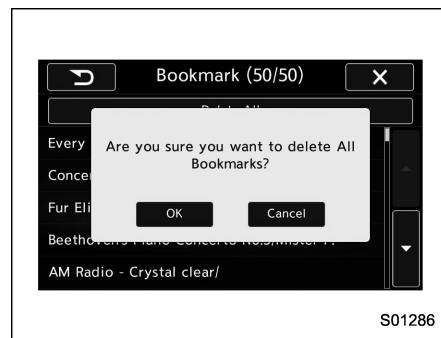 Bookmark (50/50)
Every
Are you sure you want to delete All
Bookmarks?
Fur Eli
OK
Cancel
AM Radio - Crystal clear/
S01286